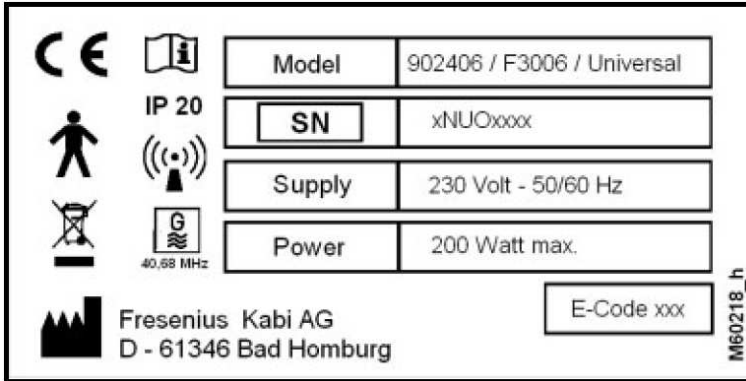 CE
IP 20
G
40,68 MHz
Model 902406 / F3006 / Universal
SN xNUOxxxx
Supply 230 Volt - 50/60 Hz
Power 200 Watt max.
E-Code xxx
Fresenius Kabi AG
D - 61346 Bad Homburg
M60218_h